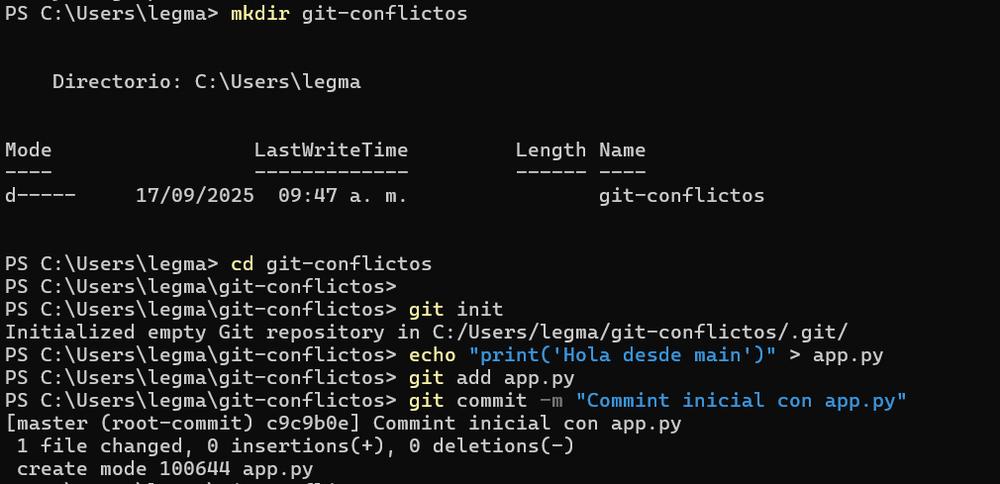 PS C:\Users\legma> mkdir git-conflictos
Directorio: C:\Users\legma
Mode LastWriteTime Length Name
---- ------------- ------ ----
d----- 17/09/2025 09:47 a. m. git-conflictos
PS C:\Users\legma> cd git-conflictos
PS C:\Users\legma\git-conflictos>
PS C:\Users\legma\git-conflictos> git init
Initialized empty Git repository in C:/Users/legma/git-conflictos/.git/
PS C:\Users\legma\git-conflictos> echo "print('Hola desde main')" > app.py
PS C:\Users\legma\git-conflictos> git add app.py
PS C:\Users\legma\git-conflictos> git commit -m "Commint inicial con app.py"
[master (root-commit) c9c9b0e] Commint inicial con app.py
1 file changed, 0 insertions(+), 0 deletions(-)
create mode 100644 app.py